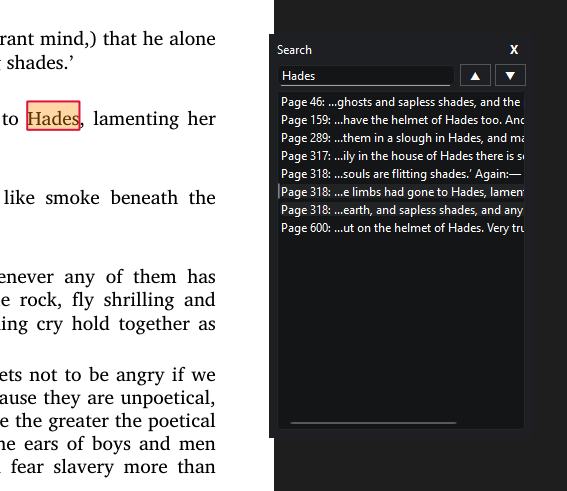 rant mind,) that he alone
shades.’
to Hades, lamenting her
like smoke beneath the
enever any of them has
e rock, fly shrilling and
ing cry hold together as
ets not to be angry if we
ause they are unpoetical,
e the greater the poetical
ne ears of boys and men
fear slavery more than
Search X
Hades ▲ ▼
Page 46: ...ghosts and sapless shades, and the
Page 159: ...have the helmet of Hades too. And
Page 289: ...them in a slough in Hades, and ma
Page 317: ...ily in the house of Hades there is so
Page 318: ...souls are flitting shades.’ Again:—
Page 318: ...e limbs had gone to Hades, lament
Page 318: ...earth, and sapless shades, and any
Page 600: ...ut on the helmet of Hades. Very tru